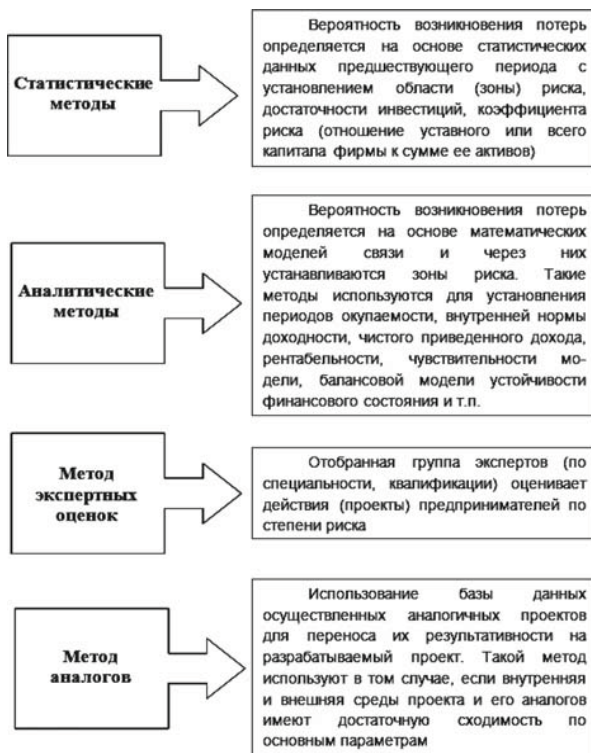 Статистические
методы
Вероятность возникновения потерь
определяется на основе статистических
данных предшествующего периода с
установлением области (зоны) риска,
достаточности инвестиций, коэффициента
риска (отношение уставного или всего
капитала фирмы к сумме ее активов)
Аналитические
методы
Вероятность возникновения потерь
определяется на основе математических
моделей связи и через них
устанавливаются зоны риска. Такие
методы используются для установления
периодов окупаемости, внутренней нормы
доходности, чистого приведенного дохода,
рентабельности, чувствительности мо-
дели, балансовой модели устойчивости
финансового состояния и т.п.
Метод
экспертных
оценок
Отобранная группа экспертов (по
специальности, квалификации) оценивает
действия (проекты) предпринимателей по
степени риска
Метод
аналогов
Использование базы данных
осуществленных аналогичных проектов
для переноса их результативности на
разрабатываемый проект. Такой метод
используют в том случае, если внутренняя
и внешняя среды проекта и его аналогов
имеют достаточную сходимость по
основным параметрам